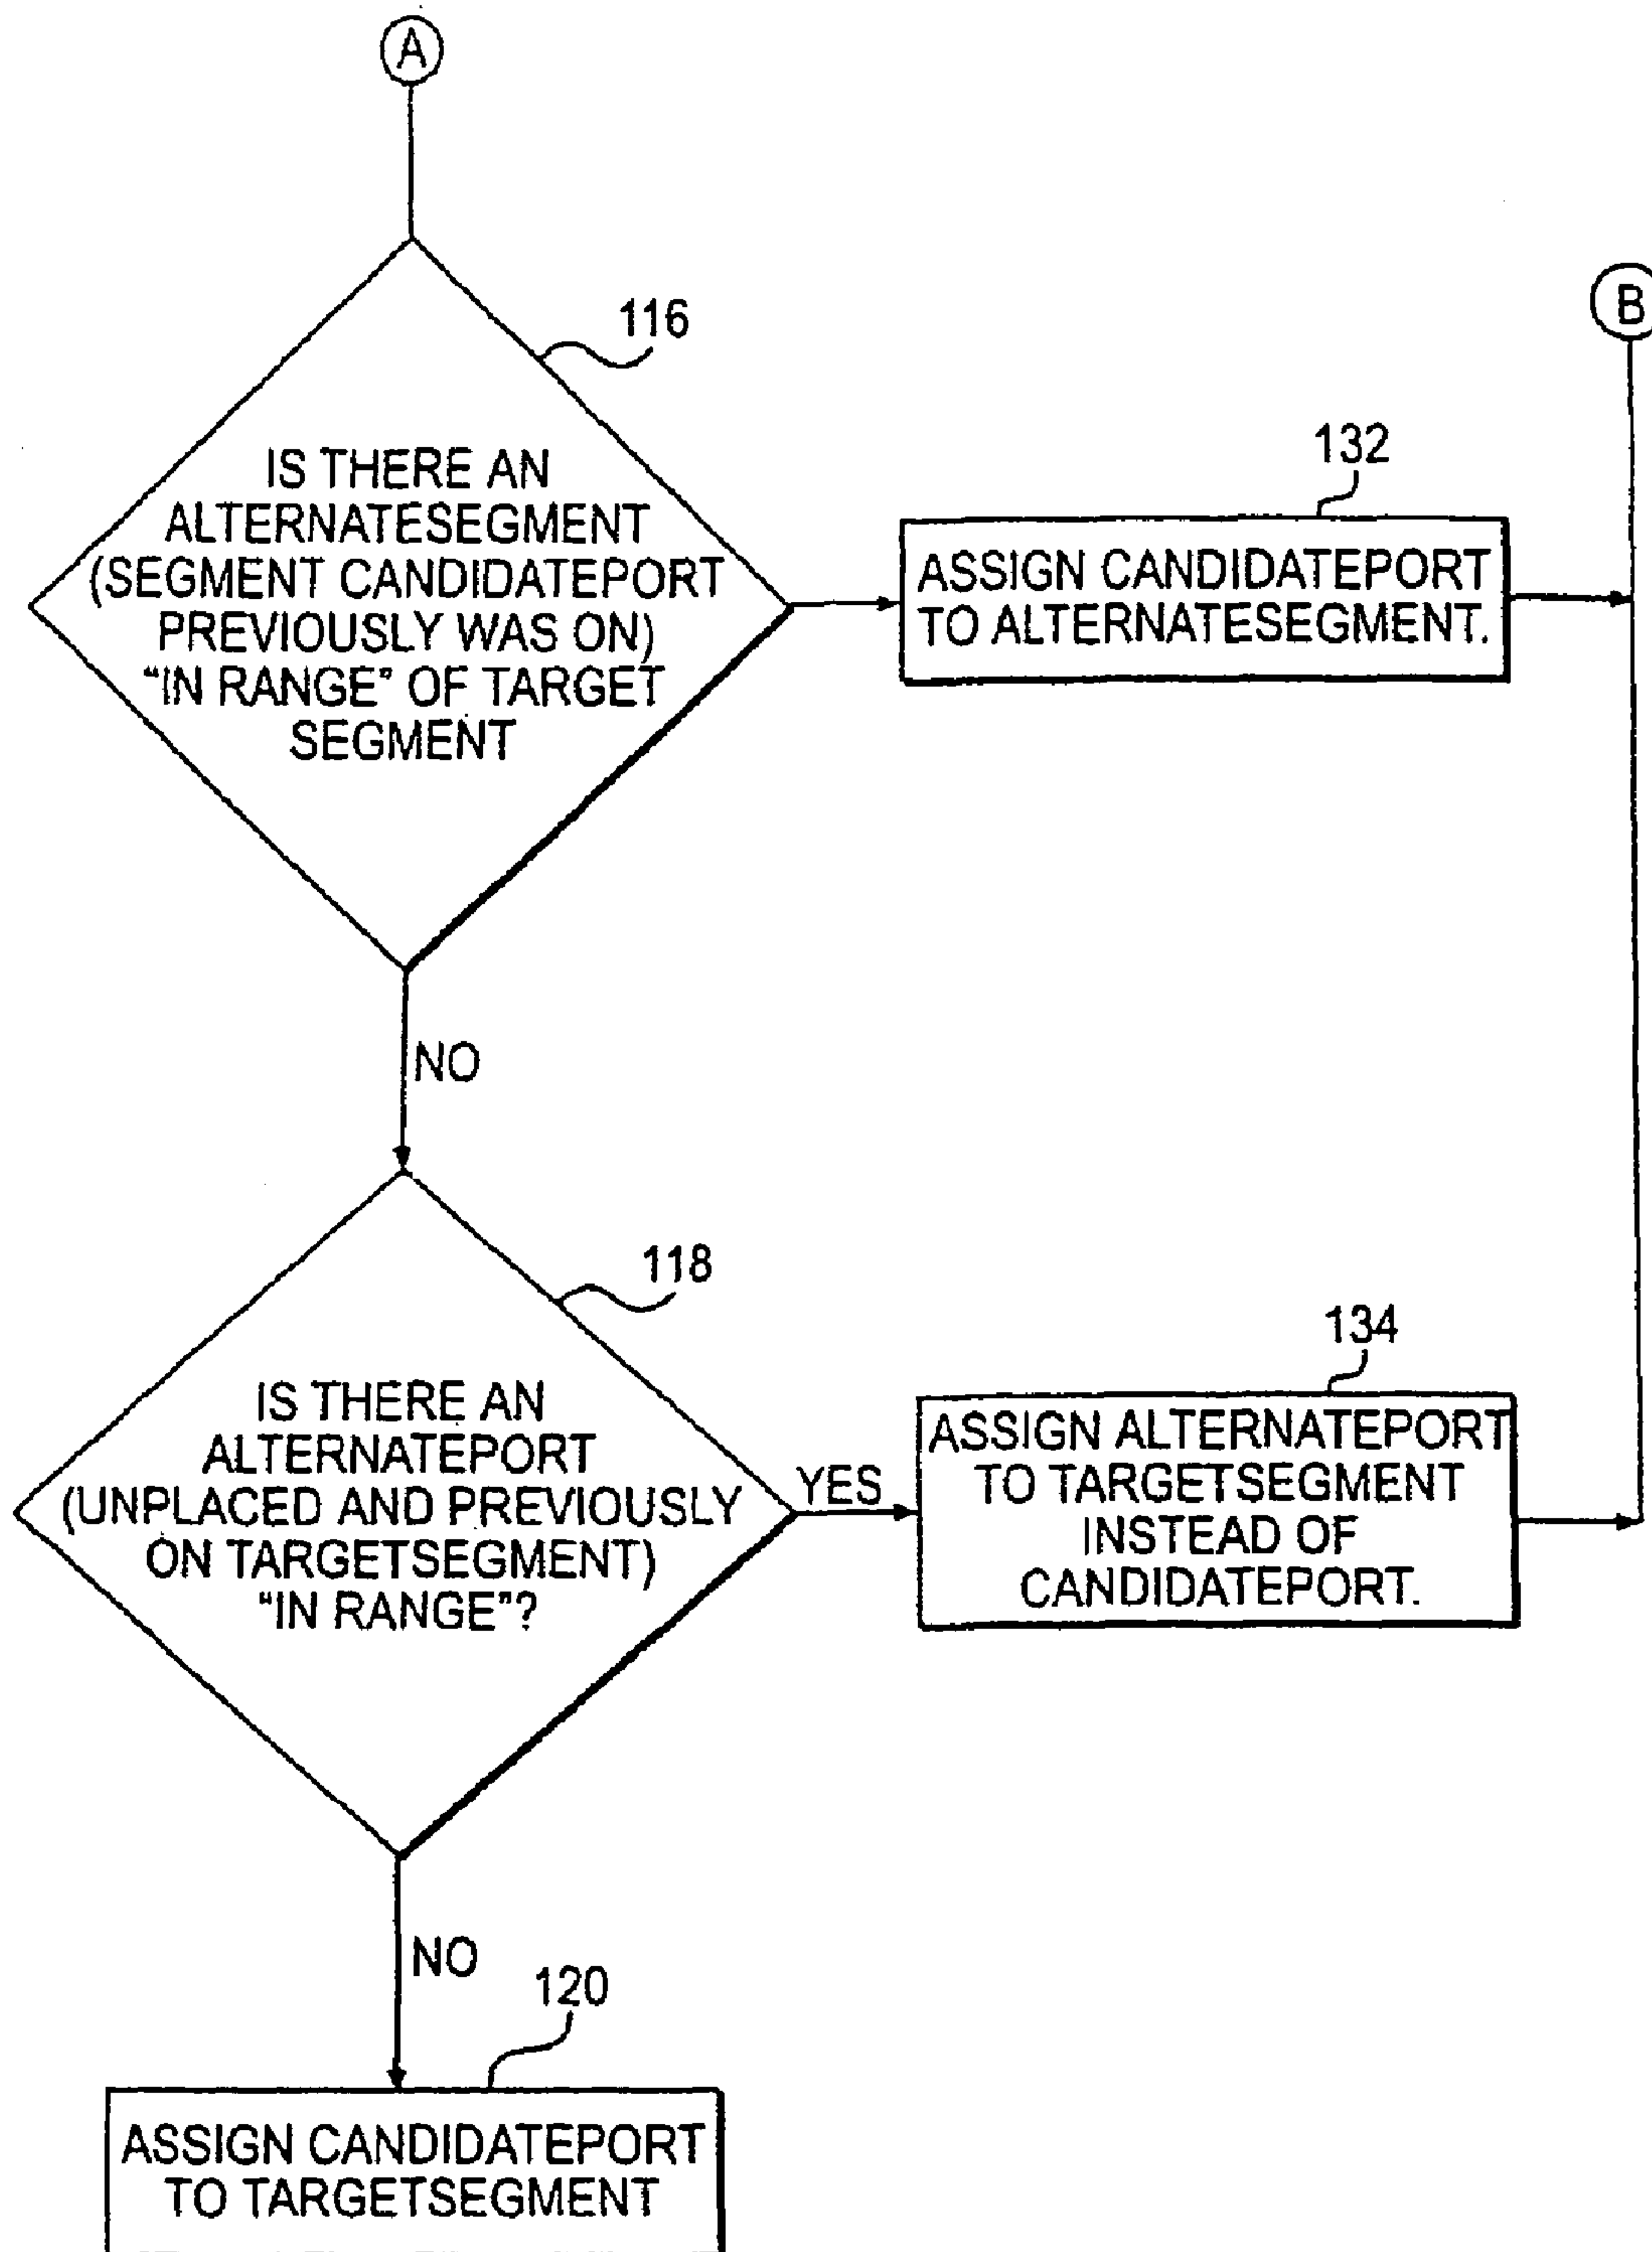 A
116
IS THERE AN
ALTERNATESEGMENT
(SEGMENT CANDIDATEPORT
PREVIOUSLY WAS ON)
“IN RANGE” OF TARGET
SEGMENT
B
132
ASSIGN CANDIDATEPORT
TO ALTERNATESEGMENT.
NO
118
IS THERE AN
ALTERNATEPORT
(UNPLACED AND PREVIOUSLY
ON TARGETSEGMENT)
“IN RANGE”?
YES
134
ASSIGN ALTERNATEPORT
TO TARGETSEGMENT
INSTEAD OF
CANDIDATEPORT.
NO
120
ASSIGN CANDIDATEPORT
TO TARGETSEGMENT